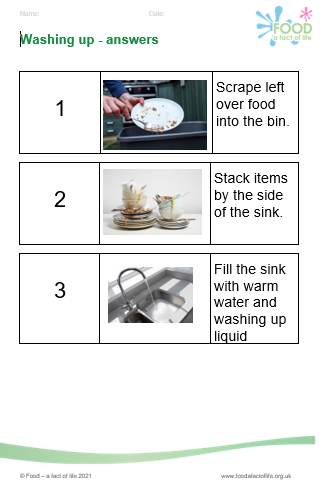 Name:
Date:
FOOD
a fact of life
Washing up - answers
1
Scrape left
over food
into the bin.
2
Stack items
by the side
of the sink.
3
Fill the sink
with warm
water and
washing up
liquid
© Food – a fact of life 2021
www.foodafactoflife.org.uk